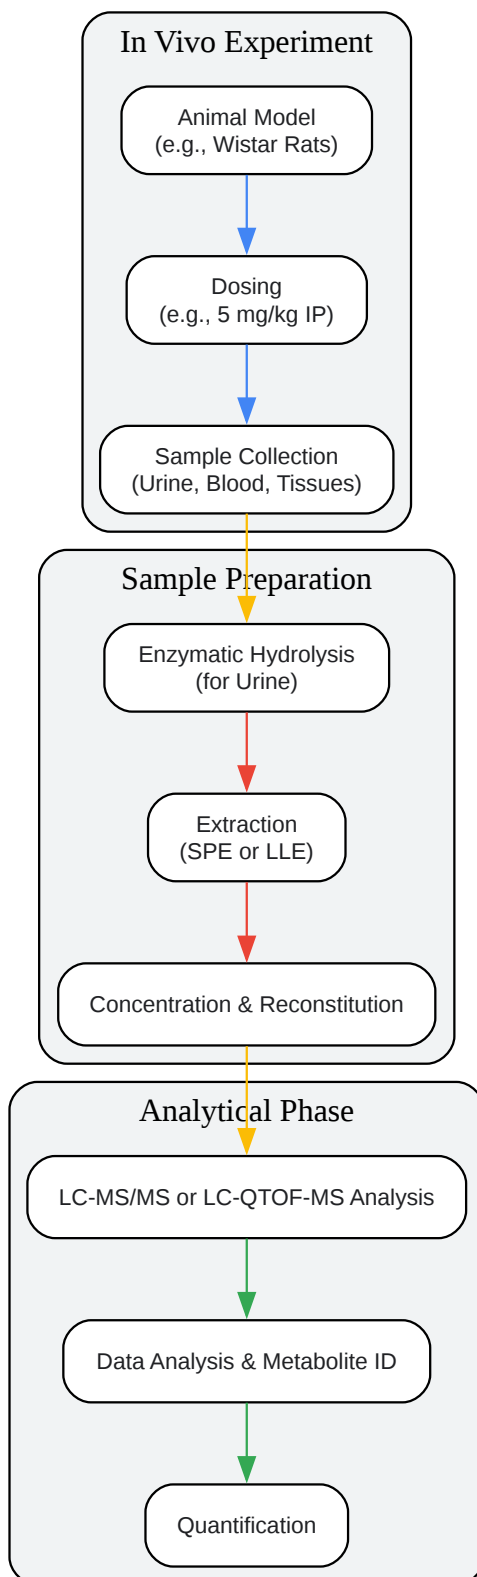 In Vivo Experiment
Animal Model
(e.g., Wistar Rats)
Dosing
(e.g., 5 mg/kg IP)
Sample Collection
(Urine, Blood, Tissues)
Sample Preparation
Enzymatic Hydrolysis
(for Urine)
Extraction
(SPE or LLE)
Concentration & Reconstitution
Analytical Phase
LC-MS/MS or LC-QTOF-MS Analysis
Data Analysis & Metabolite ID
Quantification